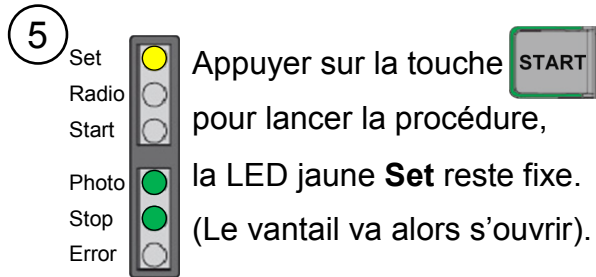 5
Set
Radio
Start
Photo
Stop
Error
Appuyer sur la touche START
pour lancer la procédure,
la LED jaune Set reste fixe.
(Le vantail va alors s’ouvrir).